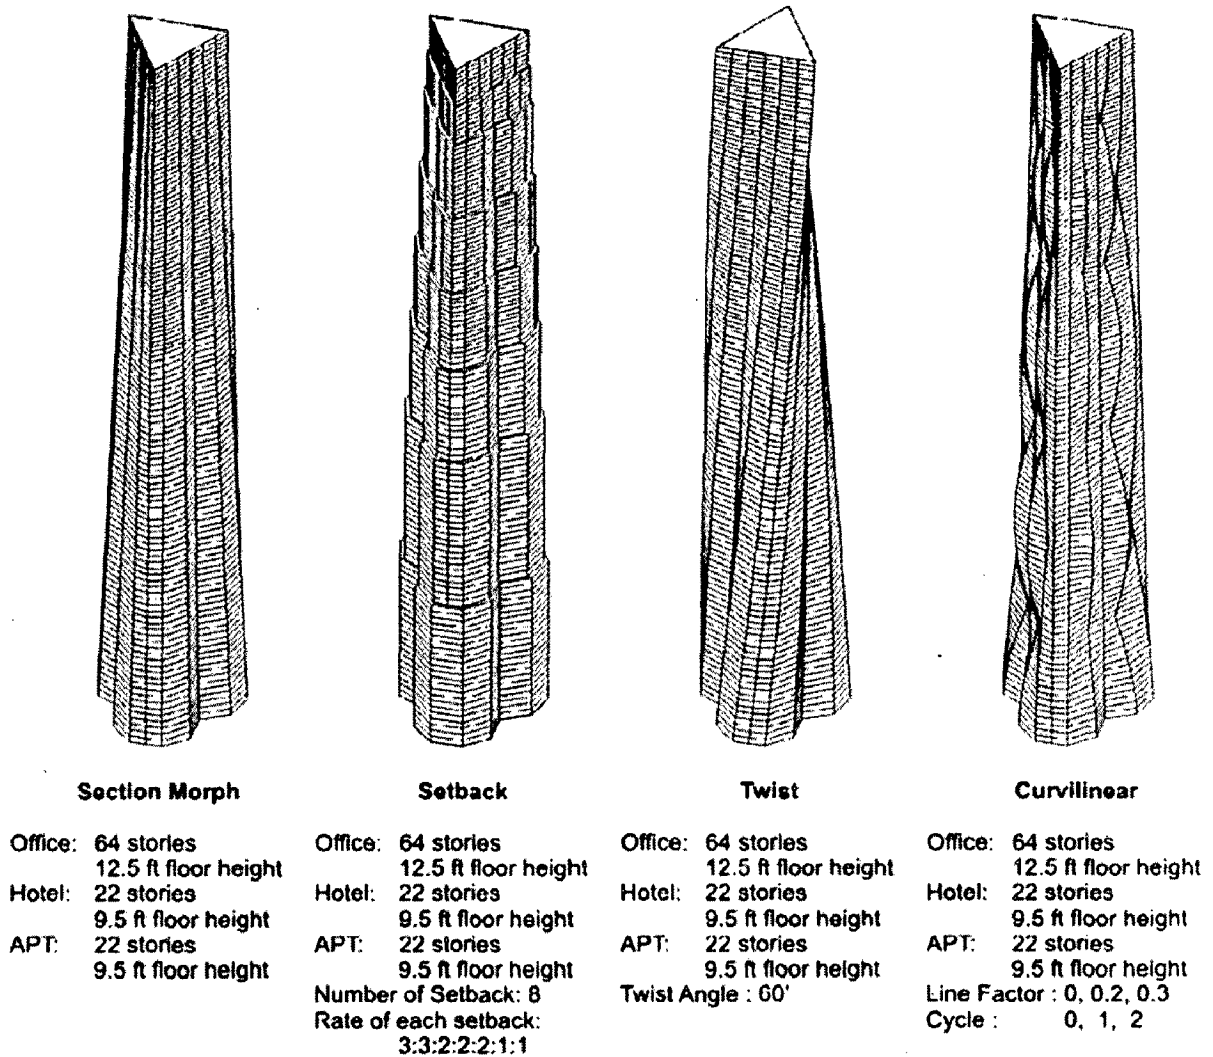 Section Morph
Office: 64 stories
12.5 ft floor height
Hotel: 22 stories
9.5 ft floor height
APT: 22 stories
9.5 ft floor height
Setback
Office: 64 stories
12.5 ft floor height
Hotel: 22 stories
9.5 ft floor height
APT: 22 stories
9.5 ft floor height
Number of Setback: 8
Rate of each setback:
3:3:2:2:2:1:1
Twist
Office: 64 stories
12.5 ft floor height
Hotel: 22 stories
9.5 ft floor height
APT: 22 stories
9.5 ft floor height
Twist Angle : 60'
Curvilinear
Office: 64 stories
12.5 ft floor height
Hotel: 22 stories
9.5 ft floor height
APT: 22 stories
9.5 ft floor height
Line Factor : 0, 0.2, 0.3
Cycle : 0, 1, 2